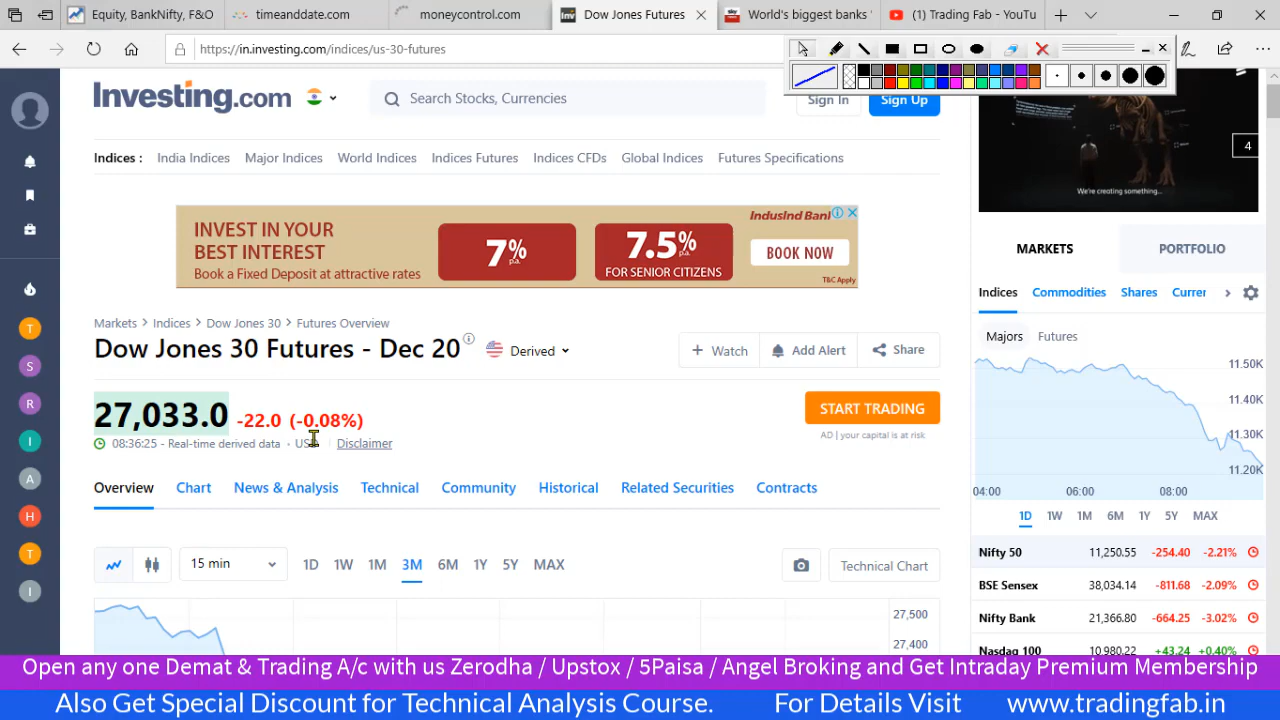 Equity, BankNifty, F&O
timeanddate.com
moneycontrol.com
Dow Jones Futures
World's biggest banks '
(1) Trading Fab - YouTu
https://in.investing.com/indices/us-30-futures
Investing.com
Search Stocks, Currencies
Sign In
Sign Up
Indices :
India Indices
Major Indices
World Indices
Indices Futures
Indices CFDs
Global Indices
Futures Specifications
4
We're creating something...
INVEST IN YOUR
BEST INTEREST
Book a Fixed Deposit at attractive rates
7% p.a.
7.5% p.a.
FOR SENIOR CITIZENS
IndusInd Bank
BOOK NOW
T&C Apply
MARKETS
PORTFOLIO
Indices
Commodities
Shares
Curre
Majors
Futures
Markets > Indices > Dow Jones 30 > Futures Overview
Dow Jones 30 Futures - Dec 20
Derived
Watch
Add Alert
Share
27,033.0 -22.0 (-0.08%)
08:36:25 - Real-time derived data
Disclaimer
START TRADING
AD | your capital is at risk
11.50K
11.40K
11.30K
11.20K
04:00
06:00
08:00
1D
1W
1M
6M
1Y
5Y
MAX
Overview
Chart
News & Analysis
Technical
Community
Historical
Related Securities
Contracts
15 min
1D
1W
1M
3M
6M
1Y
5Y
MAX
Technical Chart
27,500
27,400
Nifty 50 11,250.55 -254.40 -2.21%
BSE Sensex 38,034.14 -811.68 -2.09%
Nifty Bank 21,366.80 -664.25 -3.02%
Nasdaq 100 10,980.22 +43.24 +0.40%
T
S
R
I
A
H
T
I
Open any one Demat & Trading A/c with us Zerodha / Upstox / 5Paisa / Angel Broking and Get Intraday Premium Membership
Also Get Special Discount for Technical Analysis Course. For Details Visit www.tradingfab.in